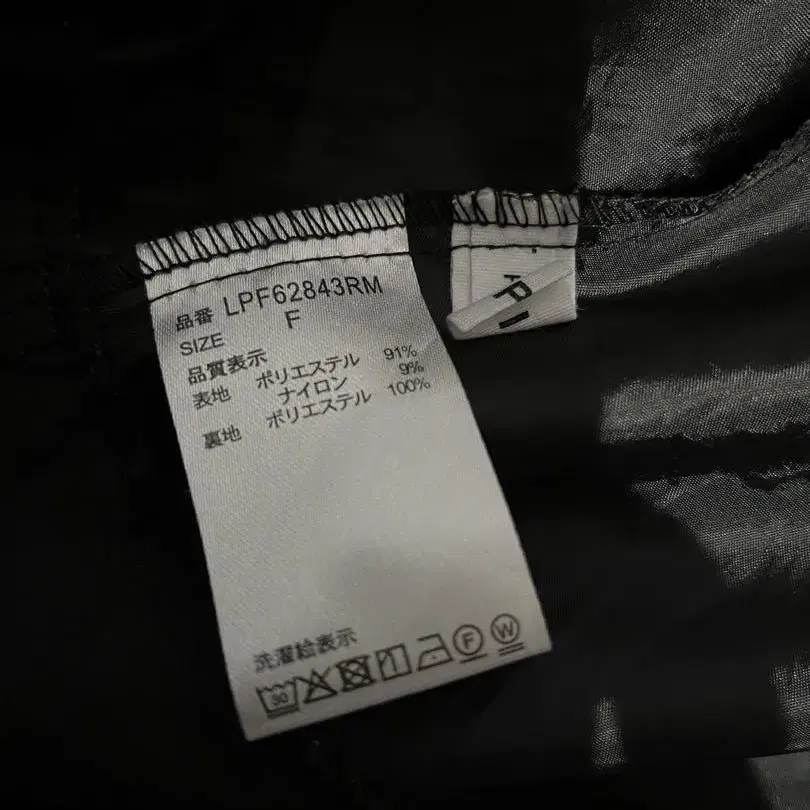 品番 LPF62843RM
SIZE F
品質表示
表地 ポリエステル 91%
ナイロン 9%
裏地 ポリエステル 100%
洗濯絵表示
30
F
W